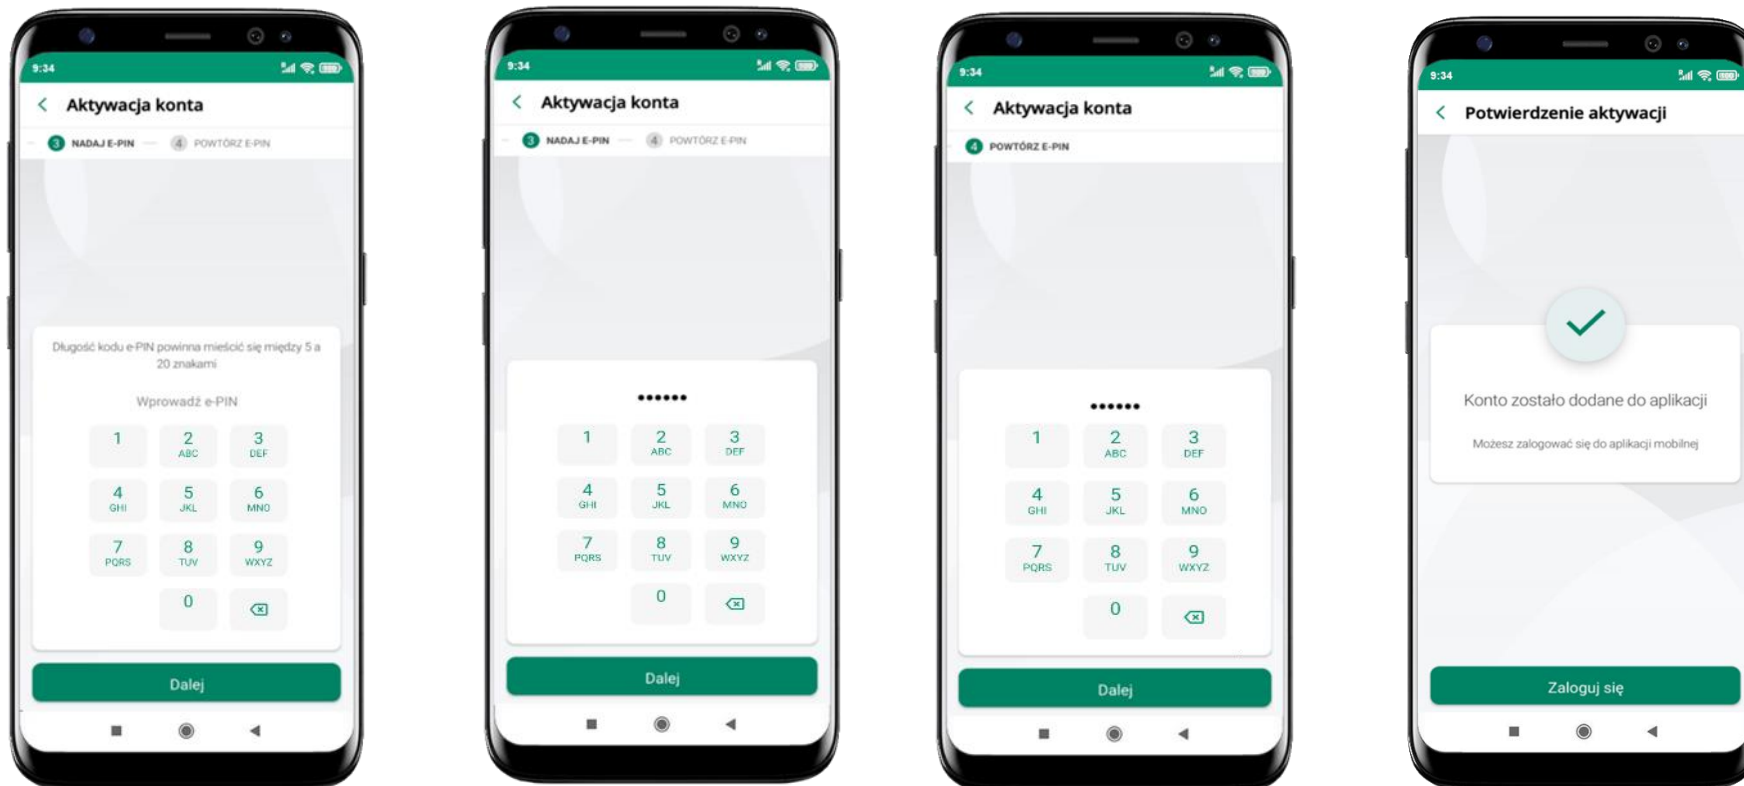 9:34
Aktywacja konta
3 NADAJ E-PIN 4 POWTÓRZ E-PIN
Długość kodu e-PIN powinna mieścić się między 5 a
20 znakami
Wprowadź e-PIN
1 2 3
ABC DEF
4 5 6
GHI JKL MNO
7 8 9
PQRS TUV WXYZ
0
Dalej
9:34
Aktywacja konta
3 NADAJ E-PIN 4 POWTÓRZ E-PIN
••••••
1 2 3
ABC DEF
4 5 6
GHI JKL MNO
7 8 9
PQRS TUV WXYZ
0
Dalej
9:34
Aktywacja konta
4 POWTÓRZ E-PIN
••••••
1 2 3
ABC DEF
4 5 6
GHI JKL MNO
7 8 9
PQRS TUV WXYZ
0
Dalej
9:34
Potwierdzenie aktywacji
Konto zostało dodane do aplikacji
Możesz zalogować się do aplikacji mobilnej
Zaloguj się